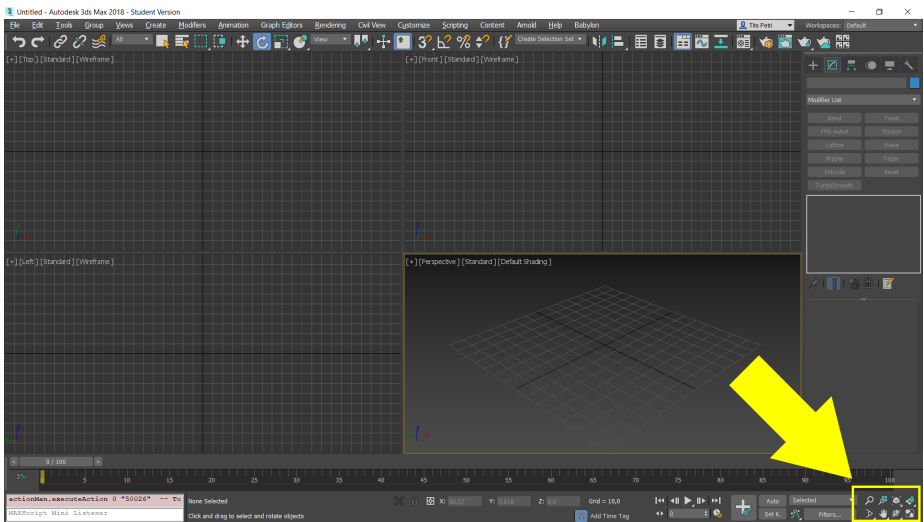 Untitled - Autodesk 3ds Max 2018 - Student Version
File Edit Tools Group Views Create Modifiers Animation Graph Editors Rendering Civil View Customize Scripting Content Arnold Help Babylon Tito Petri Workspaces: Default
All View Create Selection Set
[+] [Top ] [Standard ] [Wireframe ]
[+] [Front ] [Standard ] [Wireframe ]
Modifier List
Bend Twist
FFD Stretch
Lattice Wave
Ripple Taper
Extrude Bevel
TurboSmooth
[+] [Left ] [Standard ] [Wireframe ]
[+] [Perspective ] [Standard ] [Default Shading ]
0 / 100
5 10 15 20 25 30 35 40 45 50 55 60 65 70 75 80 85 90 95 100
actionMan.executeAction 0 "50026" -- To
None Selected
X: Y: Z: 0,0
Grid = 10,0
Auto Selected
MAXScript Mini Listener
Click and drag to select and rotate objects
Add Time Tag
0
Set K. Filters...